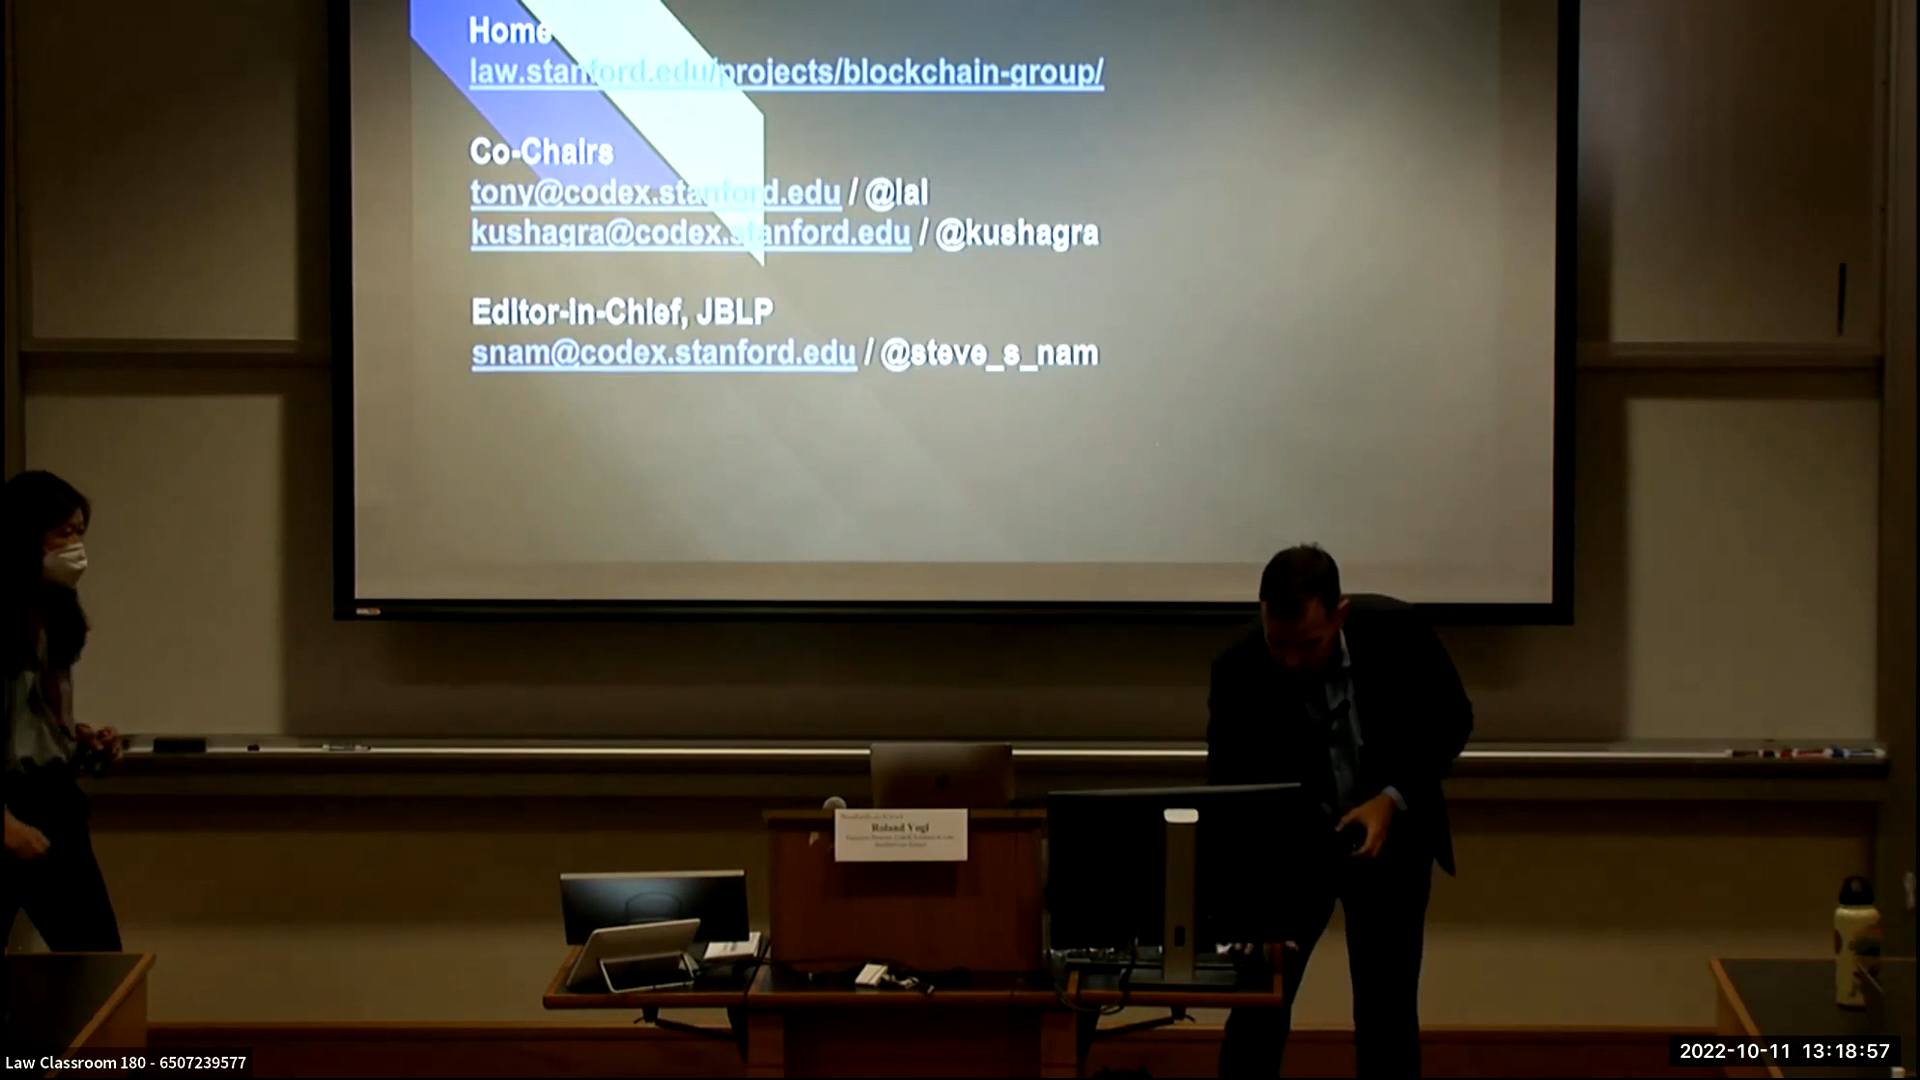 Home
law.stanford.edu/projects/blockchain-group/
Co-Chairs
tony@codex.stanford.edu / @lal
kushagra@codex.stanford.edu / @kushagra
Editor-in-Chief, JBLP
snam@codex.stanford.edu / @steve_s_nam
Roland Vogl
Law Classroom 180 - 6507239577
2022-10-11 13:18:57